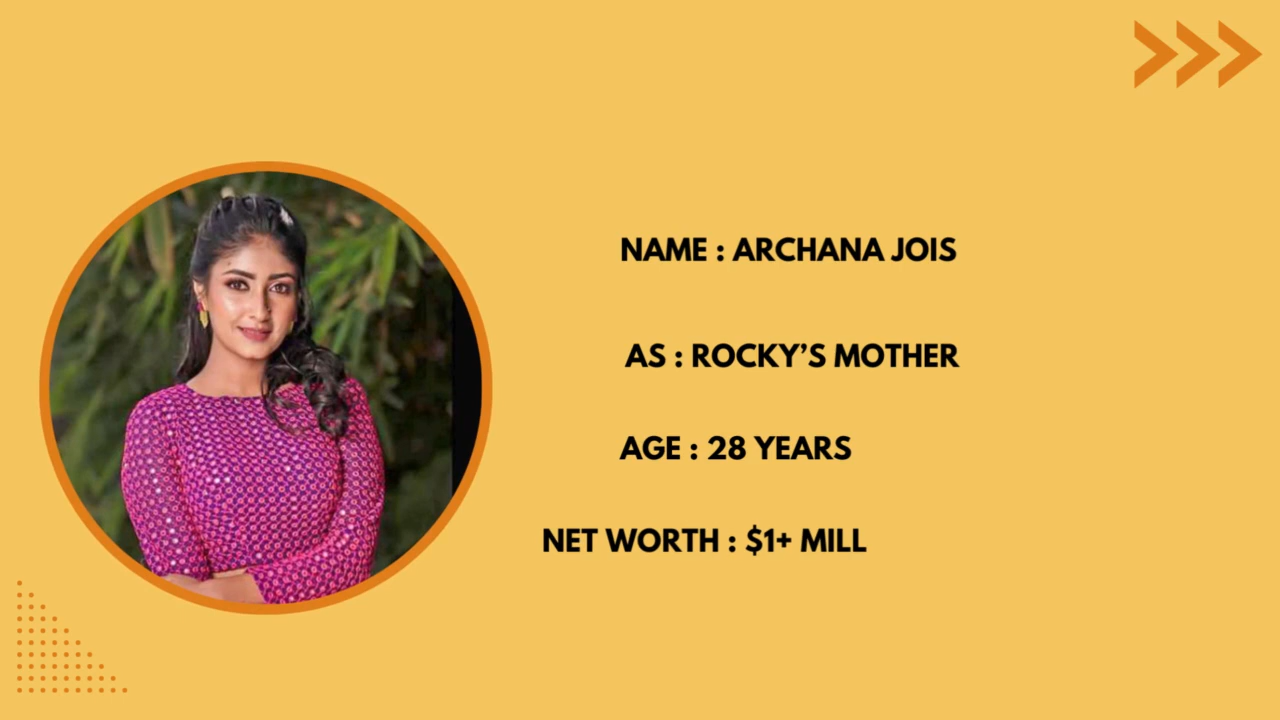 NAME : ARCHANA JOIS
AS : ROCKY’S MOTHER
AGE : 28 YEARS
NET WORTH : $1+ MILL